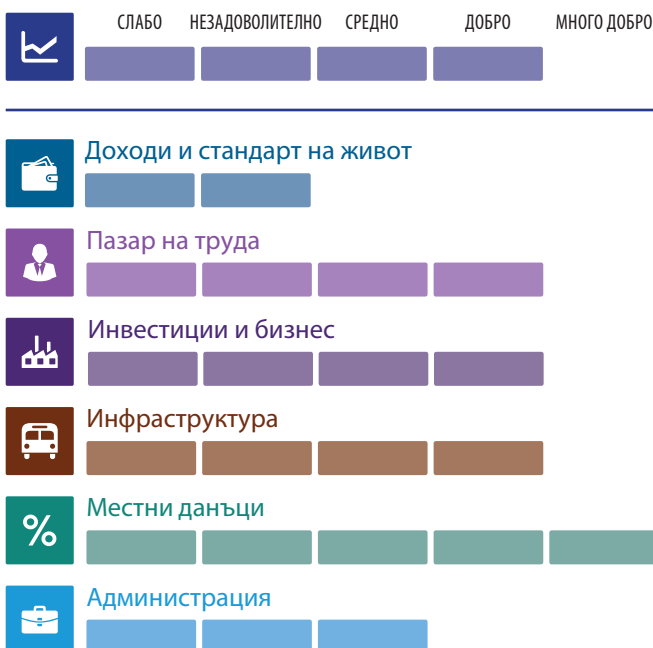 СЛАБО НЕЗАДОВОЛИТЕЛНО СРЕДНО ДОБРО МНОГО ДОБРО
Доходи и стандарт на живот
Пазар на труда
Инвестиции и бизнес
Инфраструктура
Местни данъци
%
Администрация